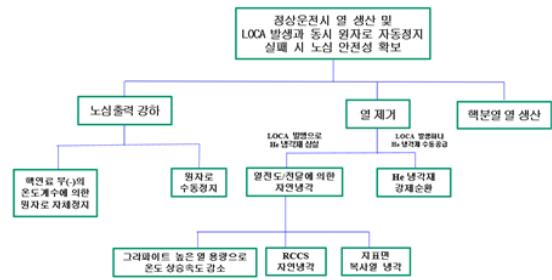 정상운전시 열 생산 및
LOCA 발생과 동시 원자로 자동정지
실패 시 노심 안전성 확보
노심출력 강하
열 제거
핵분열 열 생산
LOCA 발생으로
He 냉각재 상실
LOCA 발생하나
He 냉각재 수동공급
핵연료 부(-)의
온도계수에 의한
원자로 자체정지
원자로
수동정지
열전도/전달에 의한
자연냉각
He 냉각재
강제순환
그라파이트 높은 열 용량으로
온도 상승속도 감소
RCCS
자연냉각
지표면
복사열 냉각